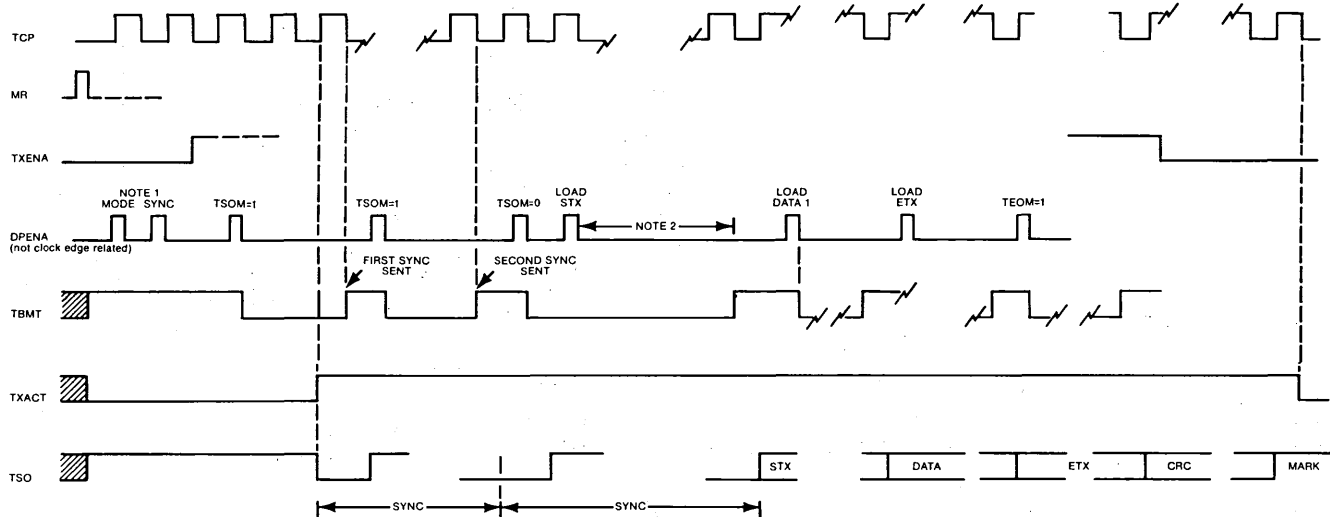 TCP
MR
TXENA
NOTE 1
MODE SYNC
TSOM=1
TSOM=1
TSOM=0
LOAD
STX
NOTE 2
LOAD
DATA 1
LOAD
ETX
TEOM=1
DPENA
(not clock edge related)
FIRST SYNC
SENT
SECOND SYNC
SENT
TBMT
TXACT
TSO
STX
DATA
ETX
CRC
MARK
SYNC
SYNC